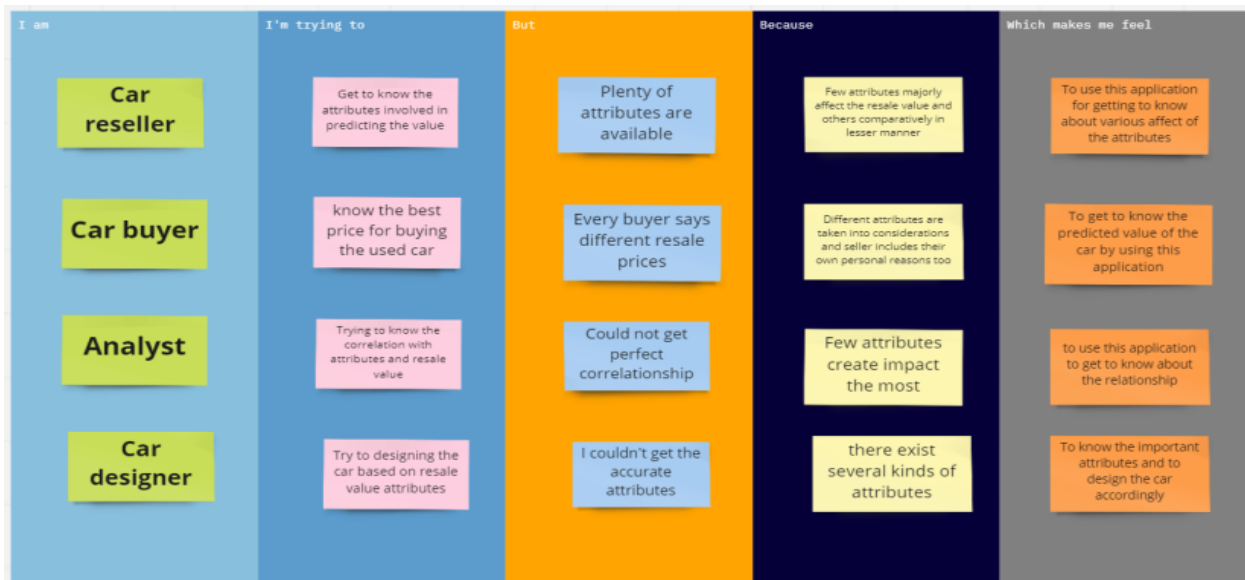 I am
I'm trying to
But
Because
Which makes me feel
Car
reseller
Get to know the
attributes involved in
predicting the value
Plenty of
attributes are
available
Few attributes majorly
affect the resale value and
others comparatively in
lesser manner
To use this application
for getting to know
about various affect of
the attributes
Car buyer
know the best
price for buying
the used car
Every buyer says
different resale
prices
Different attributes are
taken into considerations
and seller includes their
own personal reasons too
To get to know the
predicted value of the
car by using this
application
Analyst
Trying to know the
correlation with
attributes and resale
value
Could not get
perfect
correlationship
Few attributes
create impact
the most
to use this application
to get to know about
the relationship
Car
designer
Try to designing the
car based on resale
value attributes
I couldn't get the
accurate
attributes
there exist
several kinds of
attributes
To know the important
attributes and to
design the car
accordingly